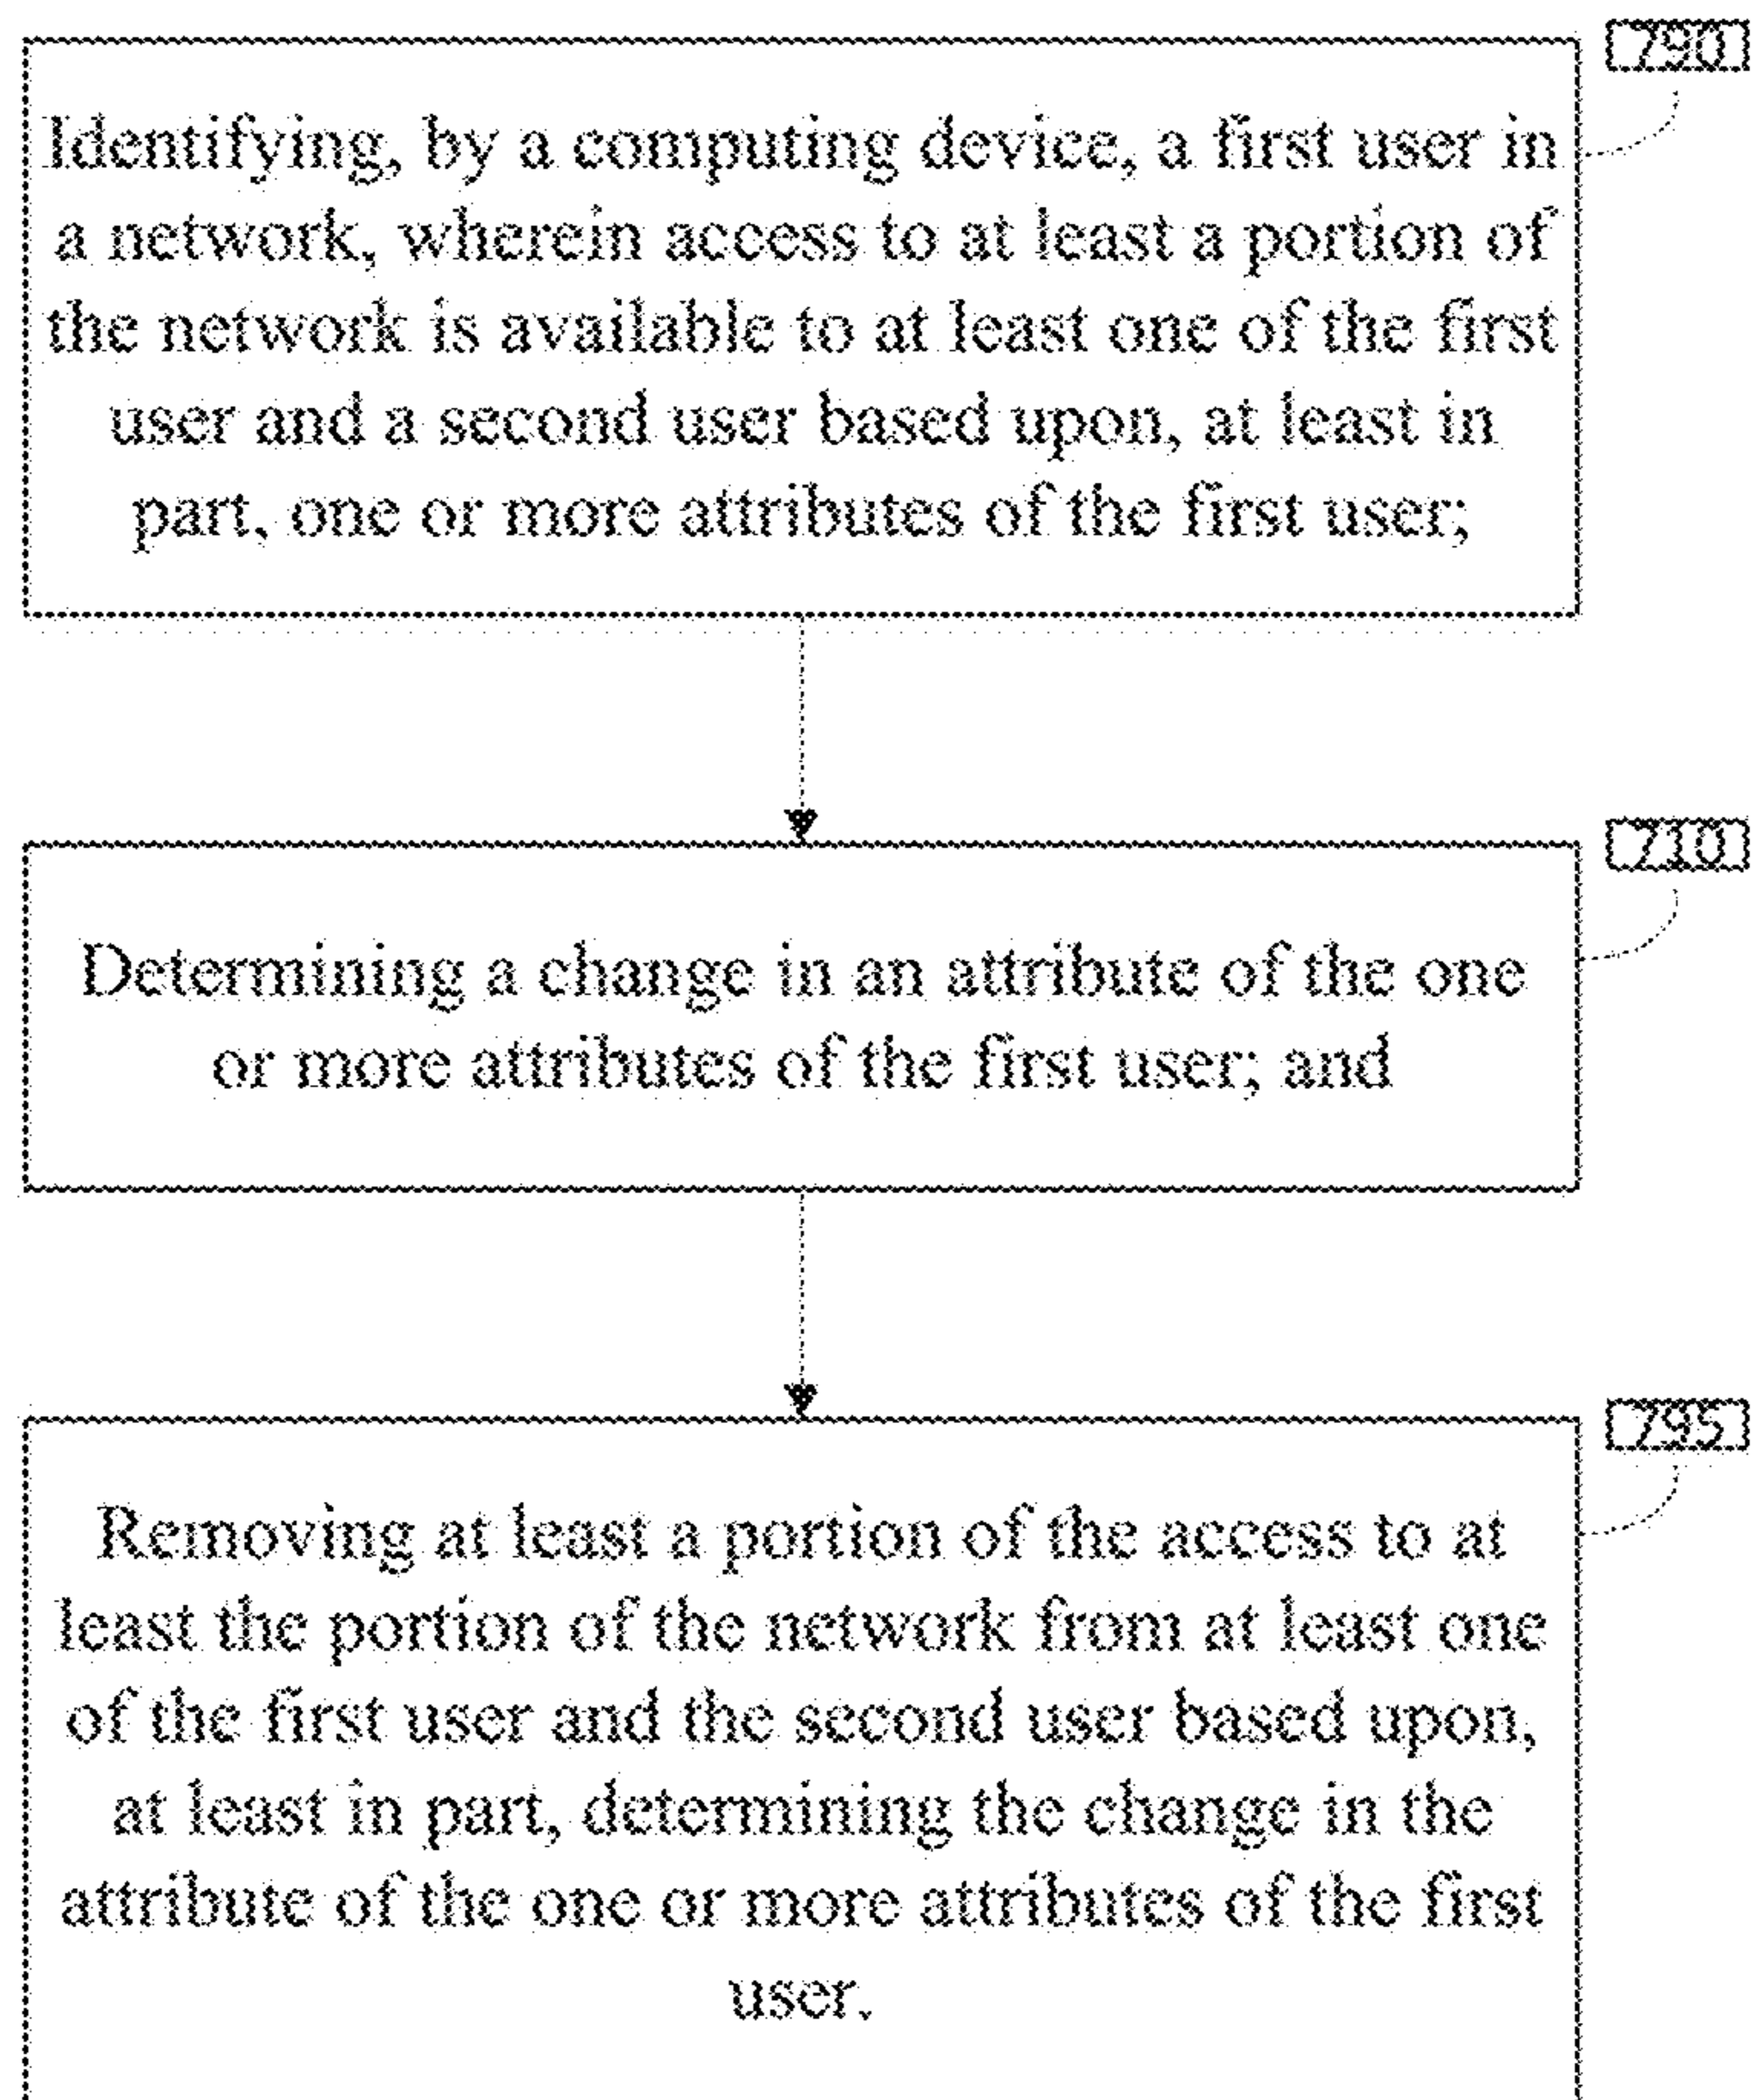 790
Identifying, by a computing device, a first user in
a network, wherein access to at least a portion of
the network is available to at least one of the first
user and a second user based upon, at least in
part, one or more attributes of the first user;
710
Determining a change in an attribute of the one
or more attributes of the first user; and
795
Removing at least a portion of the access to at
least the portion of the network from at least one
of the first user and the second user based upon,
at least in part, determining the change in the
attribute of the one or more attributes of the first
user.